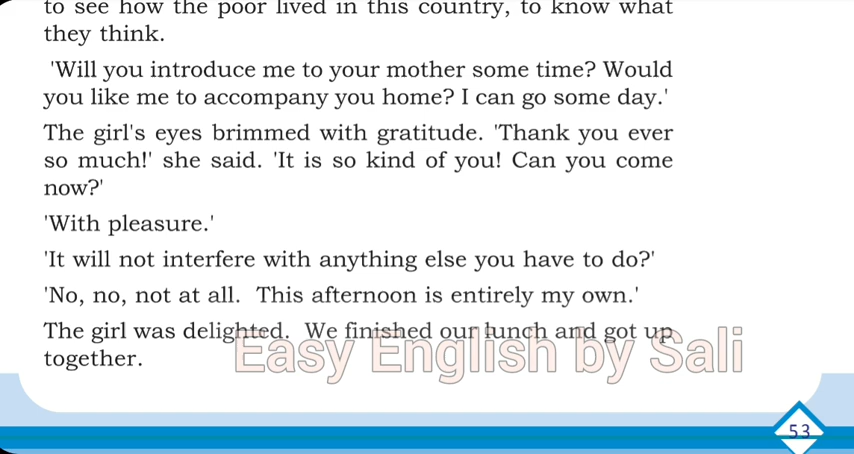 to see how the poor lived in this country, to know what
they think.
'Will you introduce me to your mother some time? Would
you like me to accompany you home? I can go some day.'
The girl's eyes brimmed with gratitude. 'Thank you ever
so much!' she said. 'It is so kind of you! Can you come
now?'
'With pleasure.'
'It will not interfere with anything else you have to do?'
'No, no, not at all. This afternoon is entirely my own.'
The girl was delighted. We finished our lunch and got up
together.
Easy English by Sali
53